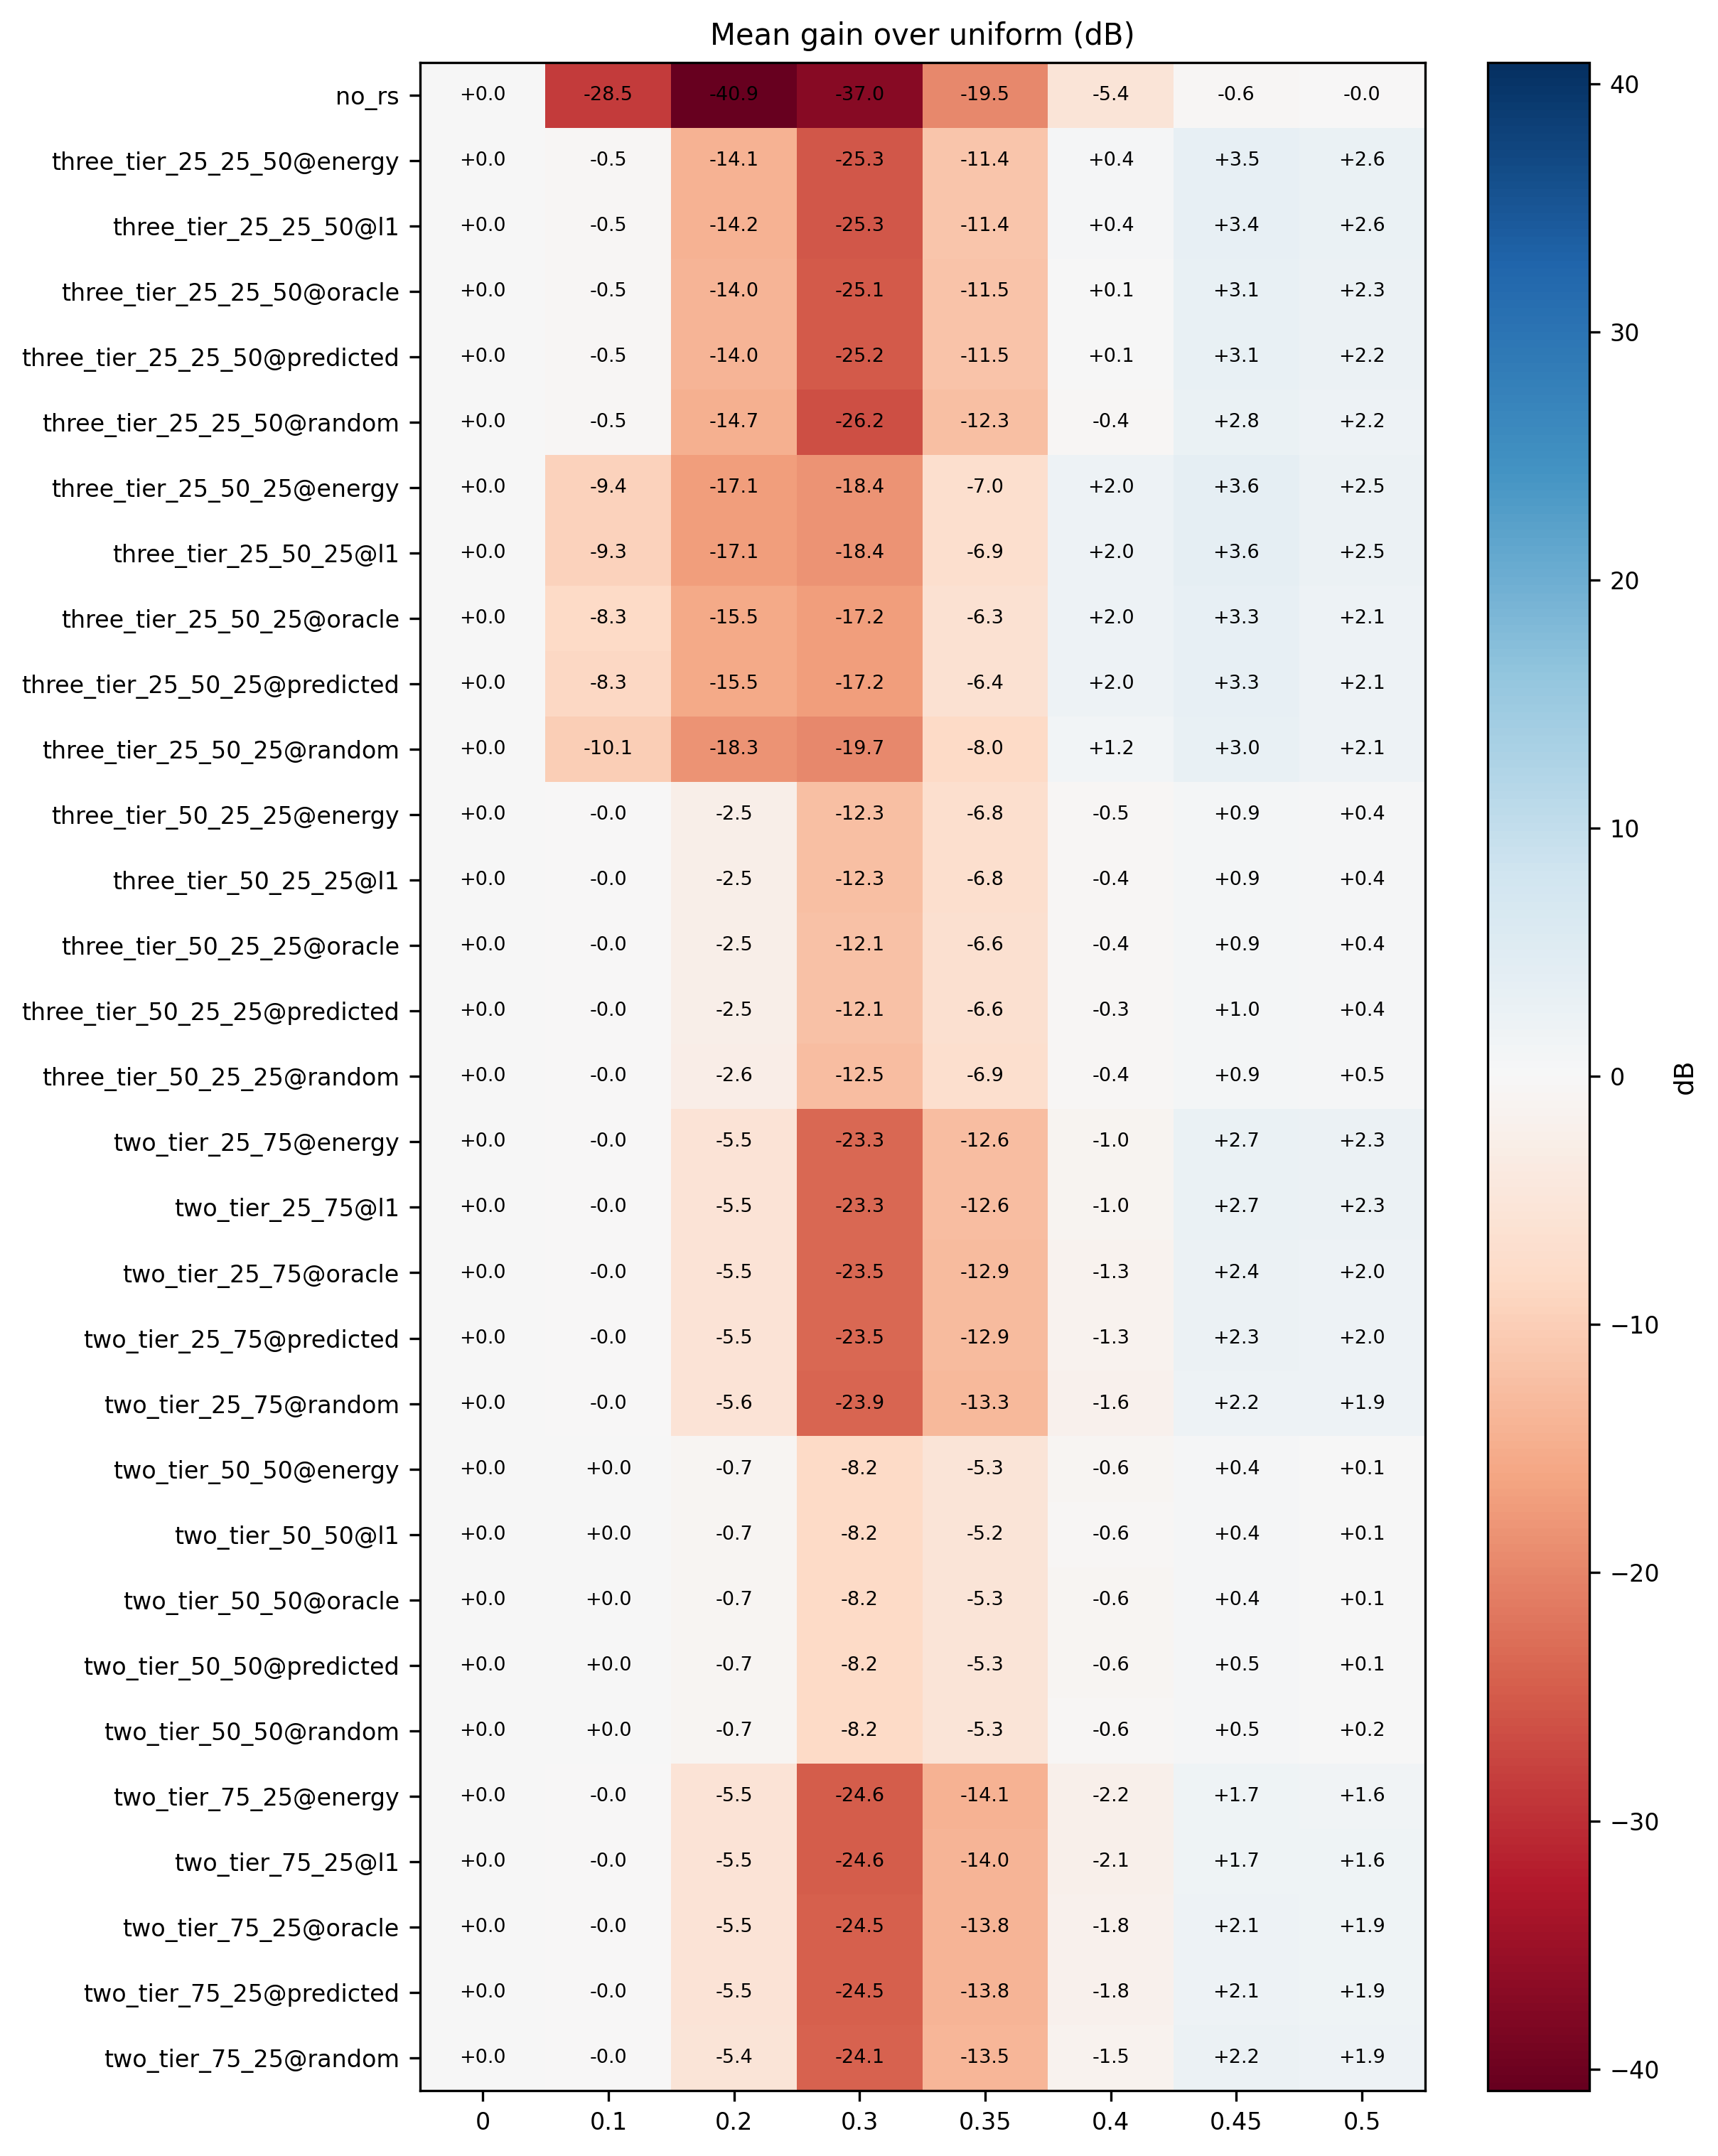 Mean gain over uniform (dB)
no_rs +0.0 -28.5 -40.9 -37.0 -19.5 -5.4 -0.6 -0.0
three_tier_25_25_50@energy +0.0 -0.5 -14.1 -25.3 -11.4 +0.4 +3.5 +2.6
three_tier_25_25_50@l1 +0.0 -0.5 -14.2 -25.3 -11.4 +0.4 +3.4 +2.6
three_tier_25_25_50@oracle +0.0 -0.5 -14.0 -25.1 -11.5 +0.1 +3.1 +2.3
three_tier_25_25_50@predicted +0.0 -0.5 -14.0 -25.2 -11.5 +0.1 +3.1 +2.2
three_tier_25_25_50@random +0.0 -0.5 -14.7 -26.2 -12.3 -0.4 +2.8 +2.2
three_tier_25_50_25@energy +0.0 -9.4 -17.1 -18.4 -7.0 +2.0 +3.6 +2.5
three_tier_25_50_25@l1 +0.0 -9.3 -17.1 -18.4 -6.9 +2.0 +3.6 +2.5
three_tier_25_50_25@oracle +0.0 -8.3 -15.5 -17.2 -6.3 +2.0 +3.3 +2.1
three_tier_25_50_25@predicted +0.0 -8.3 -15.5 -17.2 -6.4 +2.0 +3.3 +2.1
three_tier_25_50_25@random +0.0 -10.1 -18.3 -19.7 -8.0 +1.2 +3.0 +2.1
three_tier_50_25_25@energy +0.0 -0.0 -2.5 -12.3 -6.8 -0.5 +0.9 +0.4
three_tier_50_25_25@l1 +0.0 -0.0 -2.5 -12.3 -6.8 -0.4 +0.9 +0.4
three_tier_50_25_25@oracle +0.0 -0.0 -2.5 -12.1 -6.6 -0.4 +0.9 +0.4
three_tier_50_25_25@predicted +0.0 -0.0 -2.5 -12.1 -6.6 -0.3 +1.0 +0.4
three_tier_50_25_25@random +0.0 -0.0 -2.6 -12.5 -6.9 -0.4 +0.9 +0.5
two_tier_25_75@energy +0.0 -0.0 -5.5 -23.3 -12.6 -1.0 +2.7 +2.3
two_tier_25_75@l1 +0.0 -0.0 -5.5 -23.3 -12.6 -1.0 +2.7 +2.3
two_tier_25_75@oracle +0.0 -0.0 -5.5 -23.5 -12.9 -1.3 +2.4 +2.0
two_tier_25_75@predicted +0.0 -0.0 -5.5 -23.5 -12.9 -1.3 +2.3 +2.0
two_tier_25_75@random +0.0 -0.0 -5.6 -23.9 -13.3 -1.6 +2.2 +1.9
two_tier_50_50@energy +0.0 +0.0 -0.7 -8.2 -5.3 -0.6 +0.4 +0.1
two_tier_50_50@l1 +0.0 +0.0 -0.7 -8.2 -5.2 -0.6 +0.4 +0.1
two_tier_50_50@oracle +0.0 +0.0 -0.7 -8.2 -5.3 -0.6 +0.4 +0.1
two_tier_50_50@predicted +0.0 +0.0 -0.7 -8.2 -5.3 -0.6 +0.5 +0.1
two_tier_50_50@random +0.0 +0.0 -0.7 -8.2 -5.3 -0.6 +0.5 +0.2
two_tier_75_25@energy +0.0 -0.0 -5.5 -24.6 -14.1 -2.2 +1.7 +1.6
two_tier_75_25@l1 +0.0 -0.0 -5.5 -24.6 -14.0 -2.1 +1.7 +1.6
two_tier_75_25@oracle +0.0 -0.0 -5.5 -24.5 -13.8 -1.8 +2.1 +1.9
two_tier_75_25@predicted +0.0 -0.0 -5.5 -24.5 -13.8 -1.8 +2.1 +1.9
two_tier_75_25@random +0.0 -0.0 -5.4 -24.1 -13.5 -1.5 +2.2 +1.9
0 0.1 0.2 0.3 0.35 0.4 0.45 0.5
40
30
20
10
0
−10
−20
−30
−40
dB